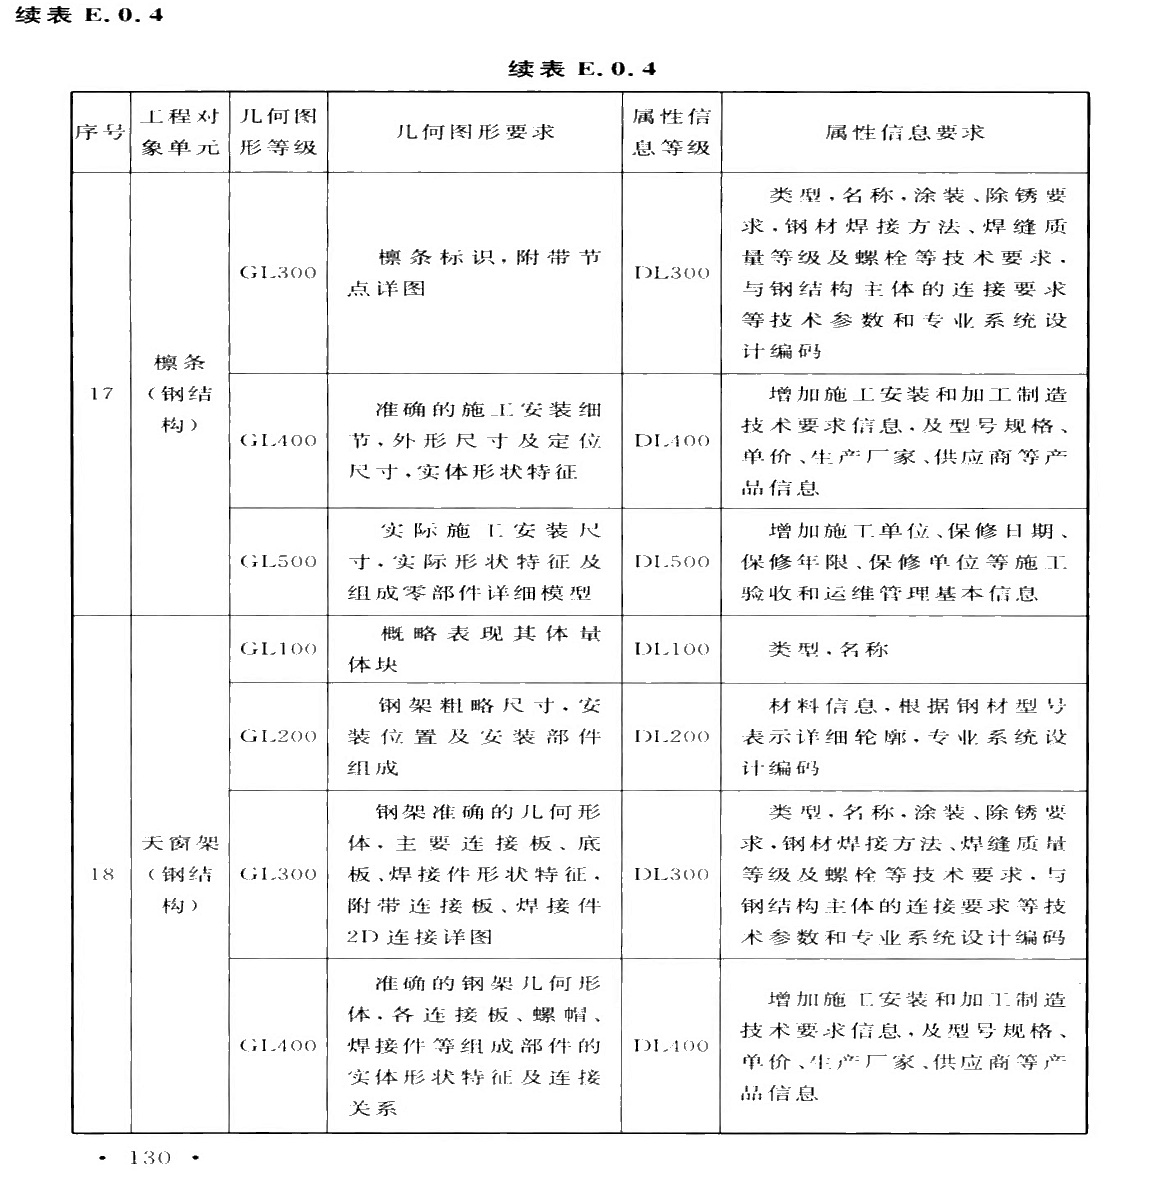 续表 E.0.4
续表 E.0.4
序号
工程对
象单元
几何图
形等级
几何图形要求
属性信
息等级
属性信息要求
17
檩条
（钢结
构）
GL300
檩条标识，附带节
点详图
DL300
类型，名称，涂装、除锈要
求，钢材焊接方法、焊缝质
量等级及螺栓等技术要求，
与钢结构主体的连接要求
等技术参数和专业系统设
计编码
GL400
准确的施工安装细
节，外形尺寸及定位
尺寸，实体形状特征
DL400
增加施工安装和加工制造
技术要求信息，及型号规格、
单价、生产厂家、供应商等产
品信息
GL500
实际施工安装尺
寸，实际形状特征及
组成零部件详细模型
DL500
增加施工单位、保修日期、
保修年限、保修单位等施工
验收和运维管理基本信息
18
天窗架
（钢结
构）
GL100
概略表现其体量
体块
DL100
类型，名称
GL200
钢架粗略尺寸，安
装位置及安装部件
组成
DL200
材料信息，根据钢材型号
表示详细轮廓，专业系统设
计编码
GL300
钢架准确的几何形
体，主要连接板、底
板、焊接件形状特征，
附带连接板、焊接件
2D连接详图
DL300
类型，名称，涂装、除锈要
求，钢材焊接方法、焊缝质量
等级及螺栓等技术要求，与
钢结构主体的连接要求等技
术参数和专业系统设计编码
GL400
准确的钢架几何形
体，各连接板、螺帽、
焊接件等组成部件的
实体形状特征及连接
关系
DL400
增加施工安装和加工制造
技术要求信息，及型号规格、
单价、生产厂家、供应商等产
品信息
· 130 ·